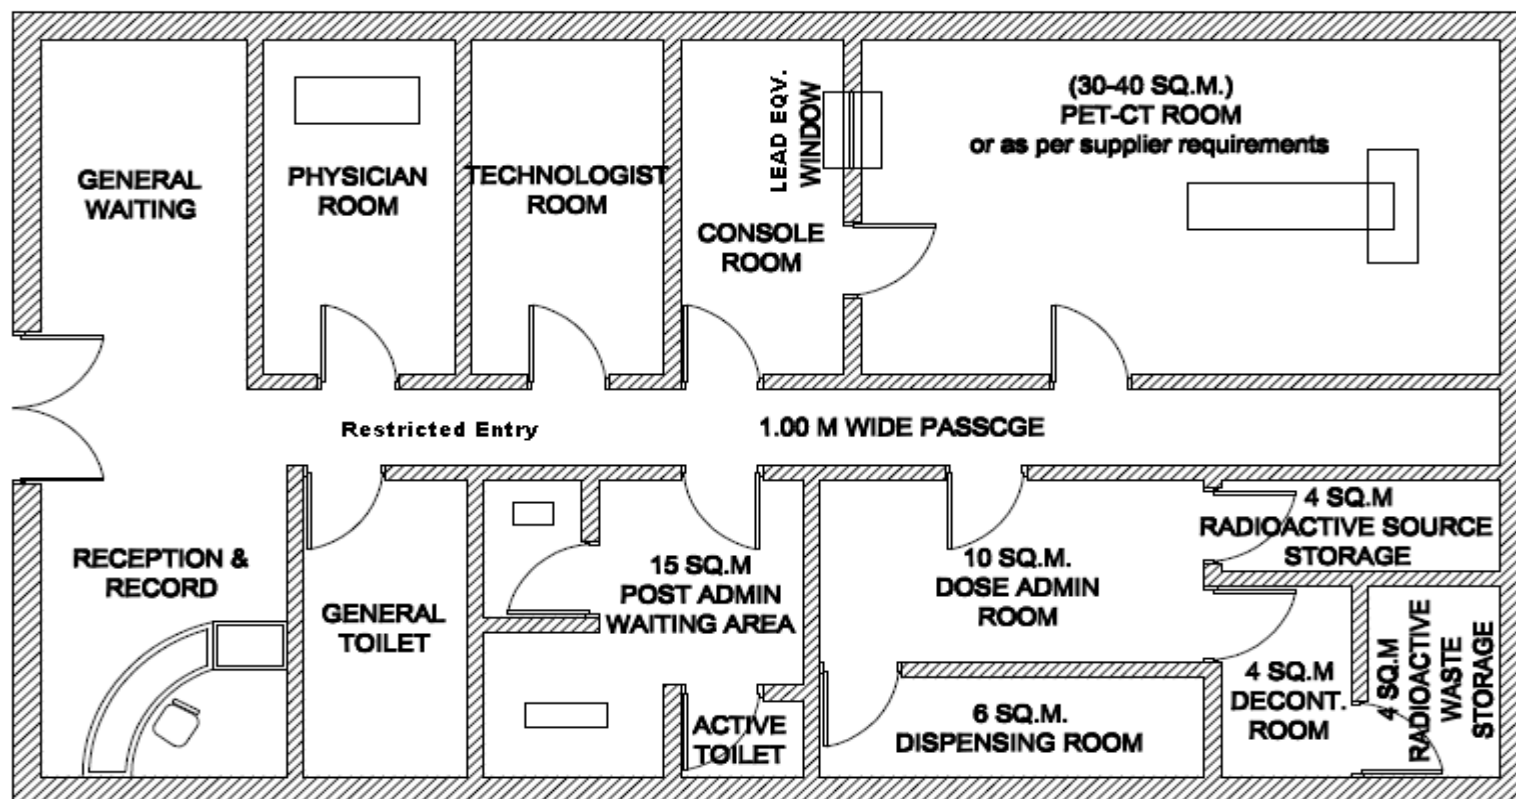 GENERAL
WAITING
PHYSICIAN
ROOM
TECHNOLOGIST
ROOM
CONSOLE
ROOM
LEAD EQV.
WINDOW
(30-40 SQ.M.)
PET-CT ROOM
or as per supplier requirements
Restricted Entry
1.00 M WIDE PASSCGE
RECEPTION &
RECORD
GENERAL
TOILET
15 SQ.M
POST ADMIN
WAITING AREA
ACTIVE
TOILET
10 SQ.M.
DOSE ADMIN
ROOM
6 SQ.M.
DISPENSING ROOM
4 SQ.M
RADIOACTIVE SOURCE
STORAGE
4 SQ.M
DECONT.
ROOM
4 SQ.M
RADIOACTIVE
WASTE
STORAGE